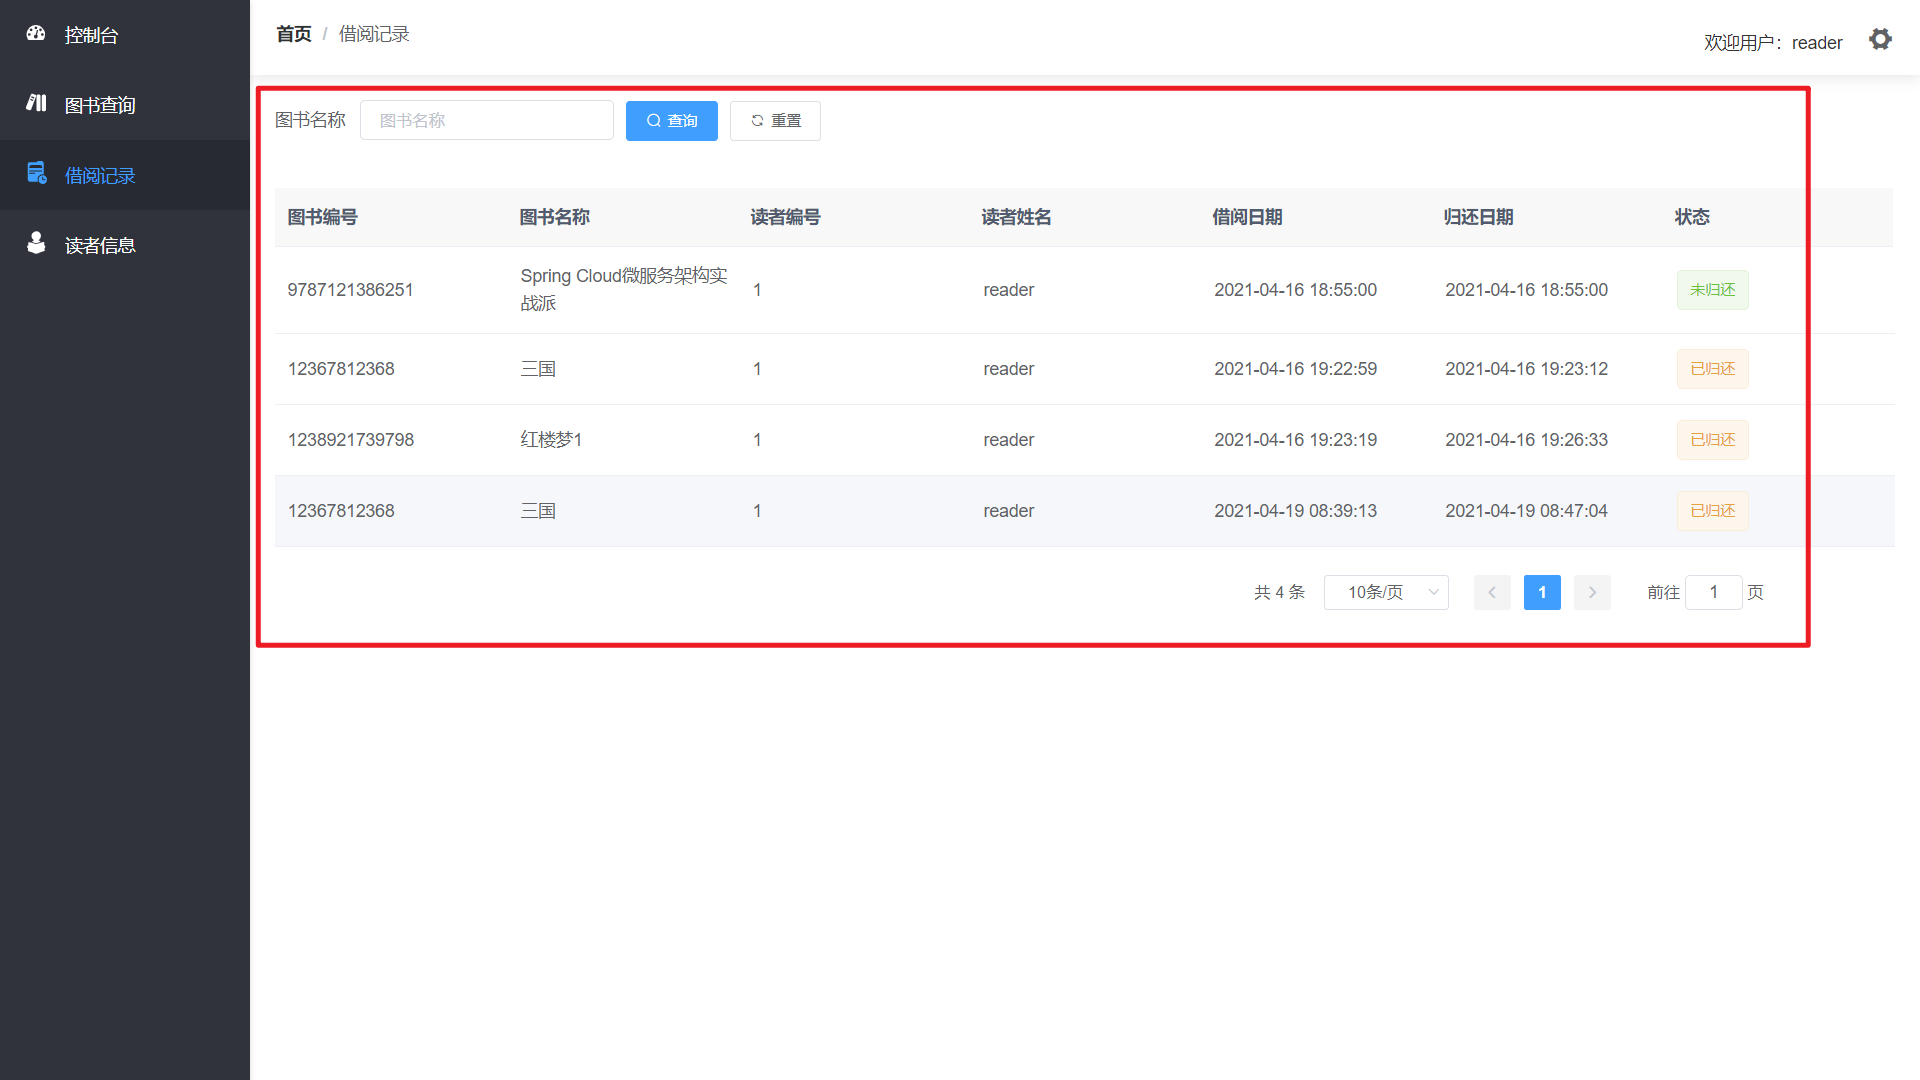 控制台
图书查询
借阅记录
读者信息
首页 / 借阅记录
欢迎用户：reader
图书名称 图书名称 查询 重置
图书编号 图书名称 读者编号 读者姓名 借阅日期 归还日期 状态
9787121386251 Spring Cloud微服务架构实战派 1 reader 2021-04-16 18:55:00 2021-04-16 18:55:00 未归还
12367812368 三国 1 reader 2021-04-16 19:22:59 2021-04-16 19:23:12 已归还
1238921739798 红楼梦1 1 reader 2021-04-16 19:23:19 2021-04-16 19:26:33 已归还
12367812368 三国 1 reader 2021-04-19 08:39:13 2021-04-19 08:47:04 已归还
共 4 条 10条/页 1 前往 1 页